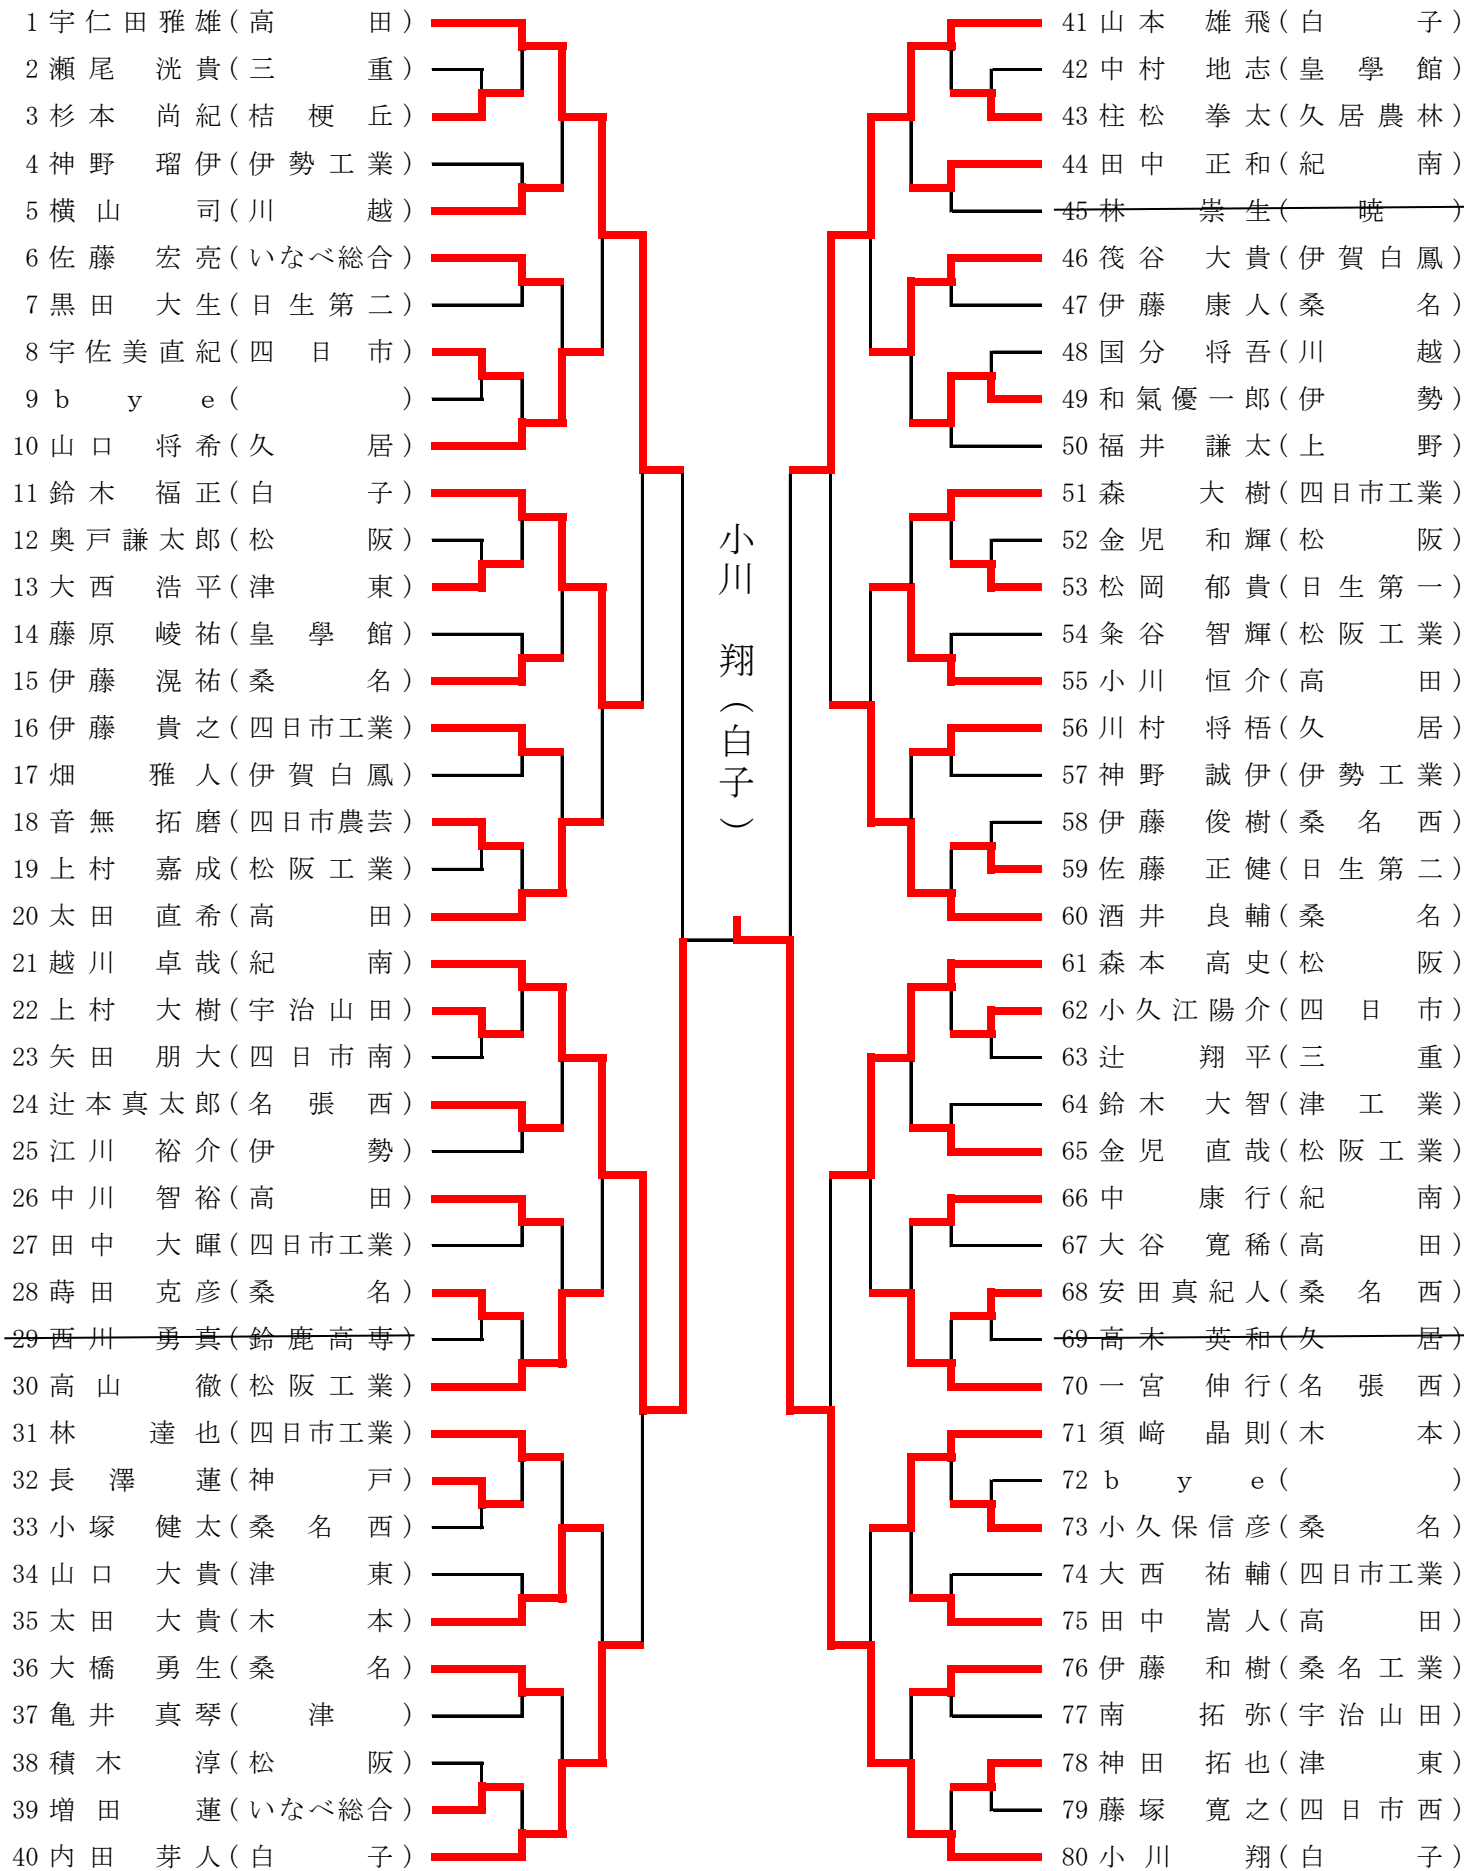 1 宇仁田雅雄(高田)
2 瀬尾 洸貴(三重)
3 杉本 尚紀(桔梗丘)
4 神野 瑠伊(伊勢工業)
5 横山 司(川越)
6 佐藤 宏亮(いなべ総合)
7 黒田 大生(日生第二)
8 宇佐美直紀(四日市)
9 bye( )
10 山口 将希(久居)
11 鈴木 福正(白子)
12 奥戸謙太郎(松阪)
13 大西 浩平(津東)
14 藤原 崚祐(皇學館)
15 伊藤 滉祐(桑名)
16 伊藤 貴之(四日市工業)
17 畑 雅人(伊賀白鳳)
18 音無 拓磨(四日市農芸)
19 上村 嘉成(松阪工業)
20 太田 直希(高田)
21 越川 卓哉(紀南)
22 上村 大樹(宇治山田)
23 矢田 朋大(四日市南)
24 辻本真太郎(名張西)
25 江川 裕介(伊勢)
26 中川 智裕(高田)
27 田中 大暉(四日市工業)
28 蒔田 克彦(桑名)
29 西川 勇真(鈴鹿高専)
30 高山 徹(松阪工業)
31 林 達也(四日市工業)
32 長澤 蓮(神戸)
33 小塚 健太(桑名西)
34 山口 大貴(津東)
35 太田 大貴(木本)
36 大橋 勇生(桑名)
37 亀井 真琴(津)
38 積木 淳(松阪)
39 増田 蓮(いなべ総合)
40 内田 芽人(白子)
小川 翔(白子)
41 山本 雄飛(白子)
42 中村 地志(皇學館)
43 柱松 拳太(久居農林)
44 田中 正和(紀南)
45 林 崇生(暁)
46 筏谷 大貴(伊賀白鳳)
47 伊藤 康人(桑名)
48 国分 将吾(川越)
49 和氣優一郎(伊勢)
50 福井 謙太(上野)
51 森 大樹(四日市工業)
52 金児 和輝(松阪)
53 松岡 郁貴(日生第一)
54 粂谷 智輝(松阪工業)
55 小川 恒介(高田)
56 川村 将梧(久居)
57 神野 誠伊(伊勢工業)
58 伊藤 俊樹(桑名西)
59 佐藤 正健(日生第二)
60 酒井 良輔(桑名)
61 森本 高史(松阪)
62 小久江陽介(四日市)
63 辻 翔平(三重)
64 鈴木 大智(津工業)
65 金児 直哉(松阪工業)
66 中 康行(紀南)
67 大谷 寛稀(高田)
68 安田真紀人(桑名西)
69 高木 英和(久居)
70 一宮 伸行(名張西)
71 須﨑 晶則(木本)
72 bye( )
73 小久保信彦(桑名)
74 大西 祐輔(四日市工業)
75 田中 嵩人(高田)
76 伊藤 和樹(桑名工業)
77 南 拓弥(宇治山田)
78 神田 拓也(津東)
79 藤塚 寛之(四日市西)
80 小川 翔(白子)